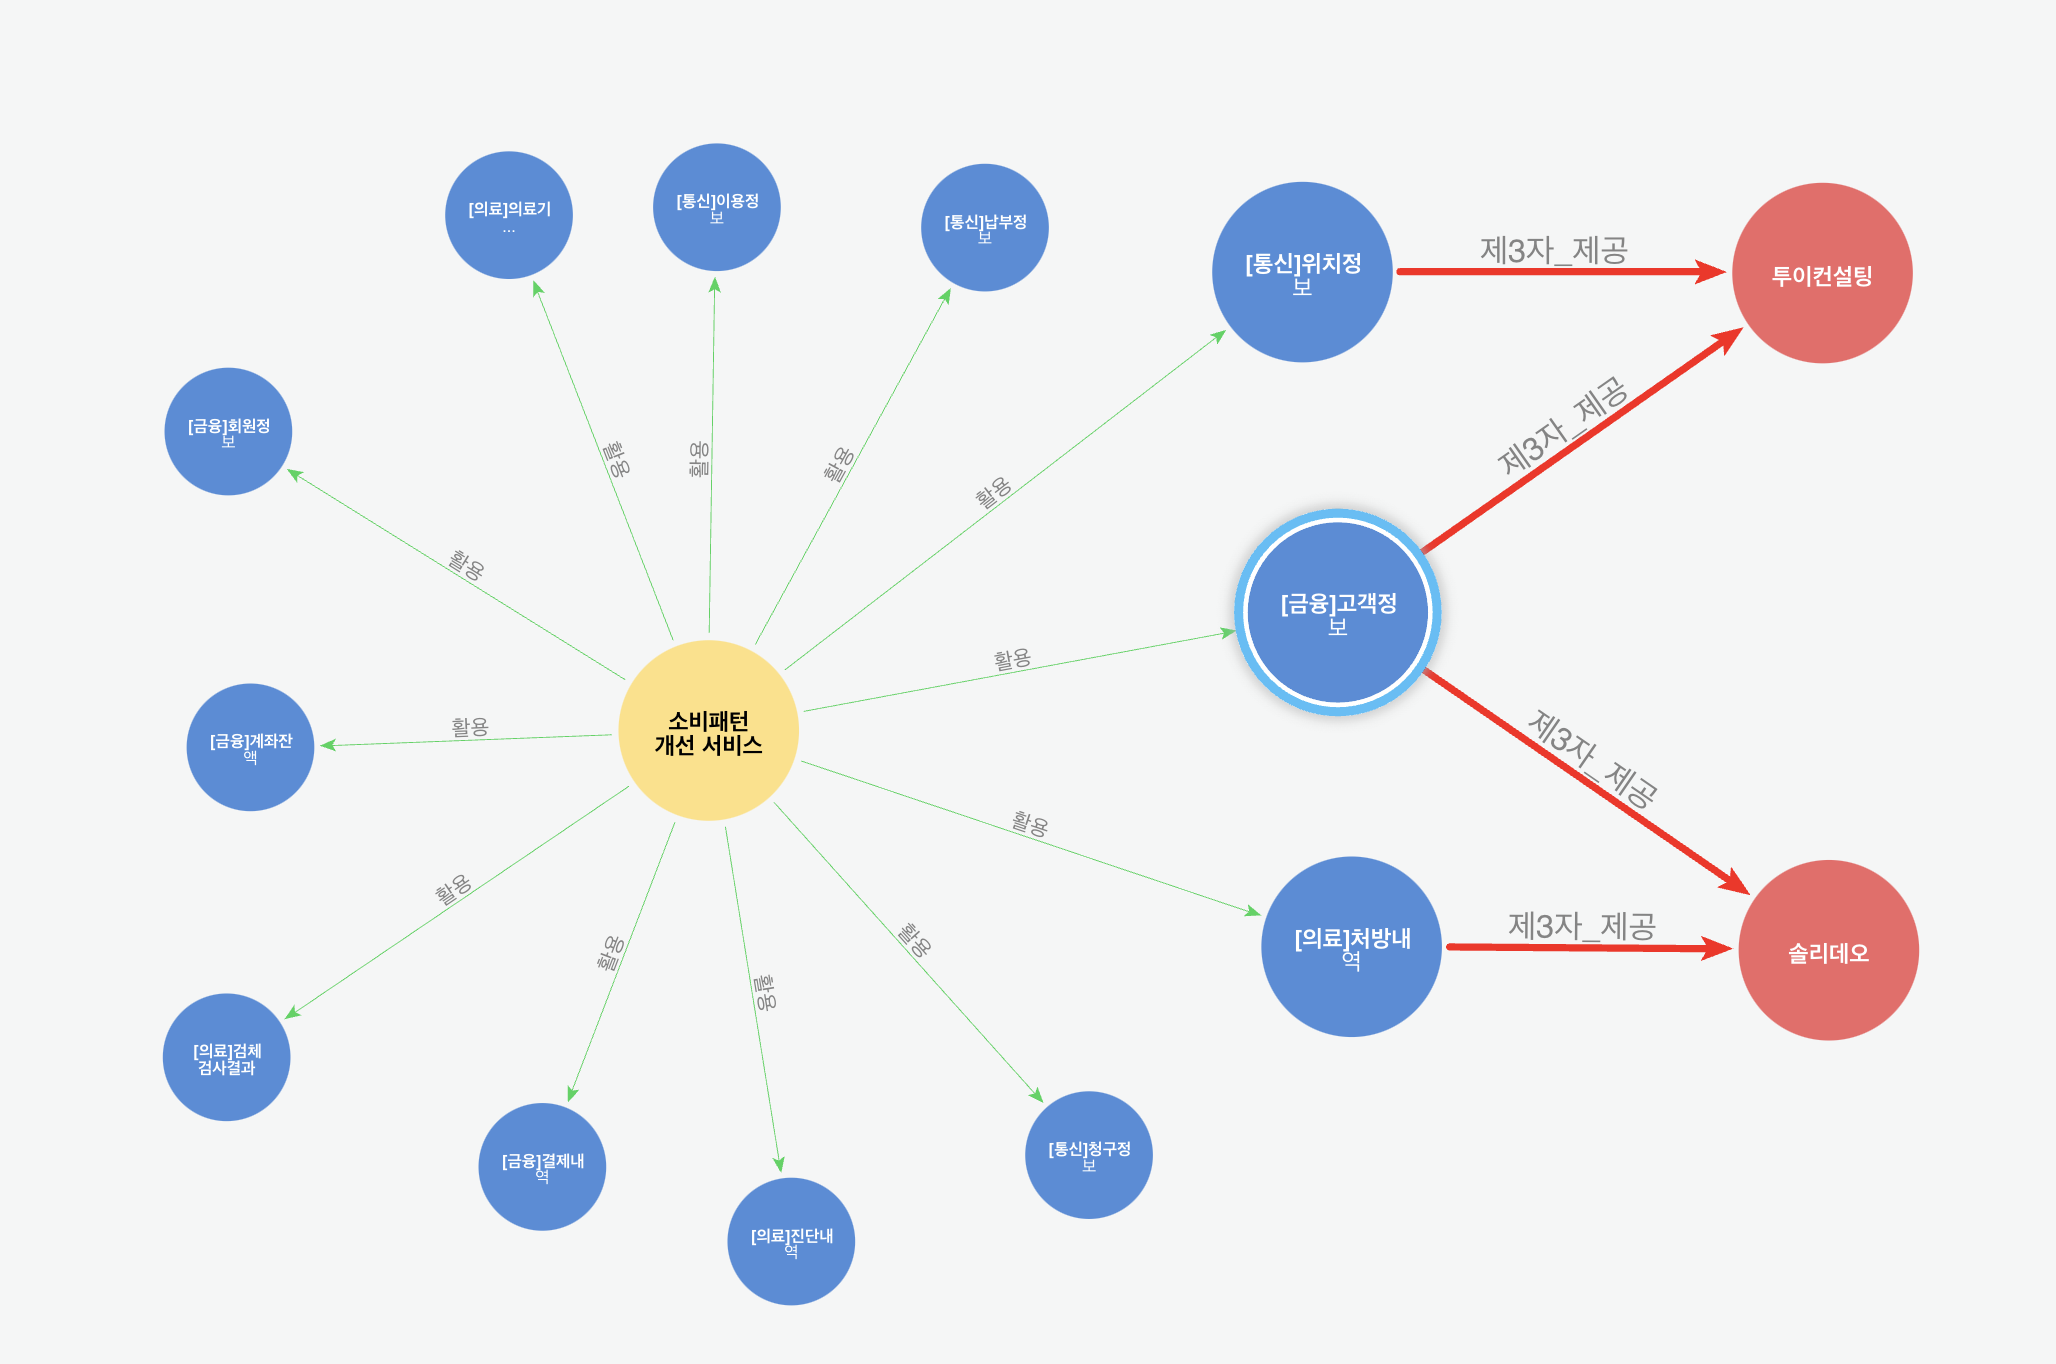 [의료]의료기
...
[통신]이용정
보
[통신]납부정
보
[통신]위치정
보
제3자_제공
투이컨설팅
[금융]회원정
보
활용
활용
활용
활용
활용
제3자_제공
[금융]고객정
보
활용
소비패턴
개선 서비스
[금융]계좌잔
액
활용
제3자_제공
활용
[의료]처방내
역
제3자_제공
솔리데오
활용
활용
활용
활용
[의료]검체
검사결과
[금융]결제내
역
[의료]진단내
역
[통신]청구정
보